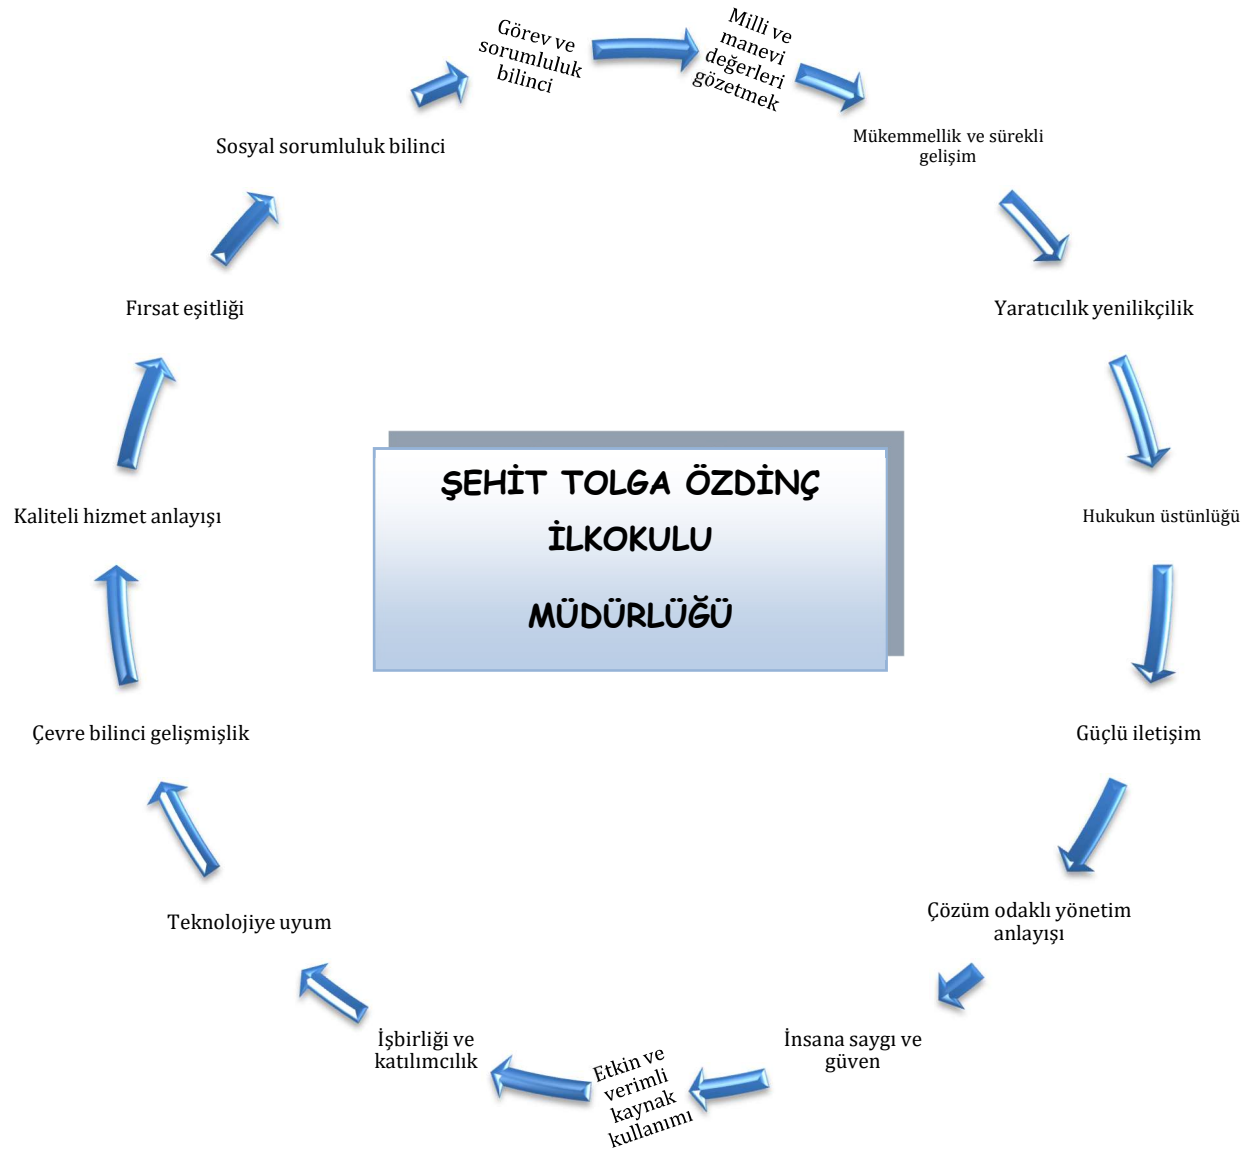 Görev ve
sorumluluk
bilinci
Milli ve
manevi
değerleri
gözetmek
Mükemmellik ve sürekli
gelişim
Yaratıcılık yenilikçilik
Hukukun üstünlüğü
Güçlü iletişim
Çözüm odaklı yönetim
anlayışı
İnsana saygı ve
güven
Etkin ve
verimli
kaynak
kullanımı
İşbirliği ve
katılımcılık
Teknolojiye uyum
Çevre bilinci gelişmişlik
Kaliteli hizmet anlayışı
Fırsat eşitliği
Sosyal sorumluluk bilinci
ŞEHİT TOLGA ÖZDİNÇ
İLKOKULU
MÜDÜRLÜĞÜ